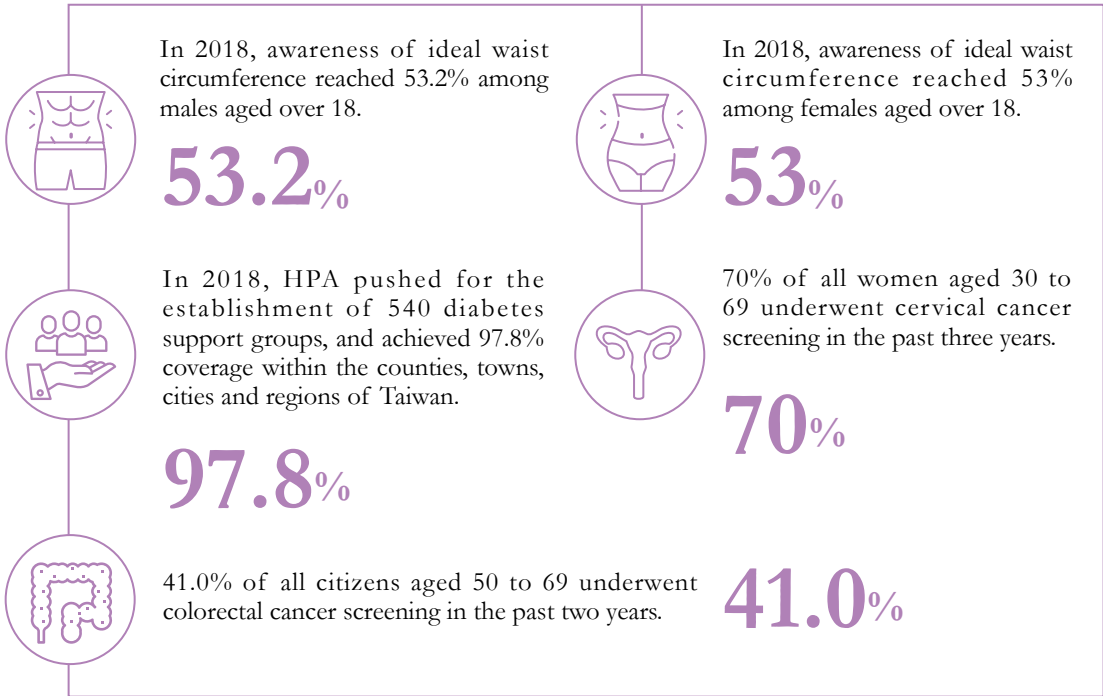 In 2018, awareness of ideal waist
circumference reached 53.2% among
males aged over 18.
53.2%
In 2018, awareness of ideal waist
circumference reached 53%
among females aged over 18.
53%
In 2018, HPA pushed for the
establishment of 540 diabetes
support groups, and achieved 97.8%
coverage within the counties, towns,
cities and regions of Taiwan.
97.8%
70% of all women aged 30 to
69 underwent cervical cancer
screening in the past three years.
70%
41.0% of all citizens aged 50 to 69 underwent
colorectal cancer screening in the past two years.
41.0%